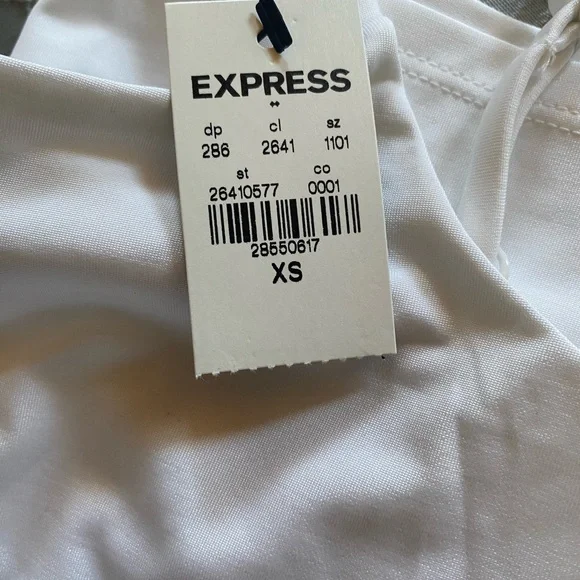 EXPRESS
dp cl sz
286 2641 1101
st co
26410577 0001
28550617
XS